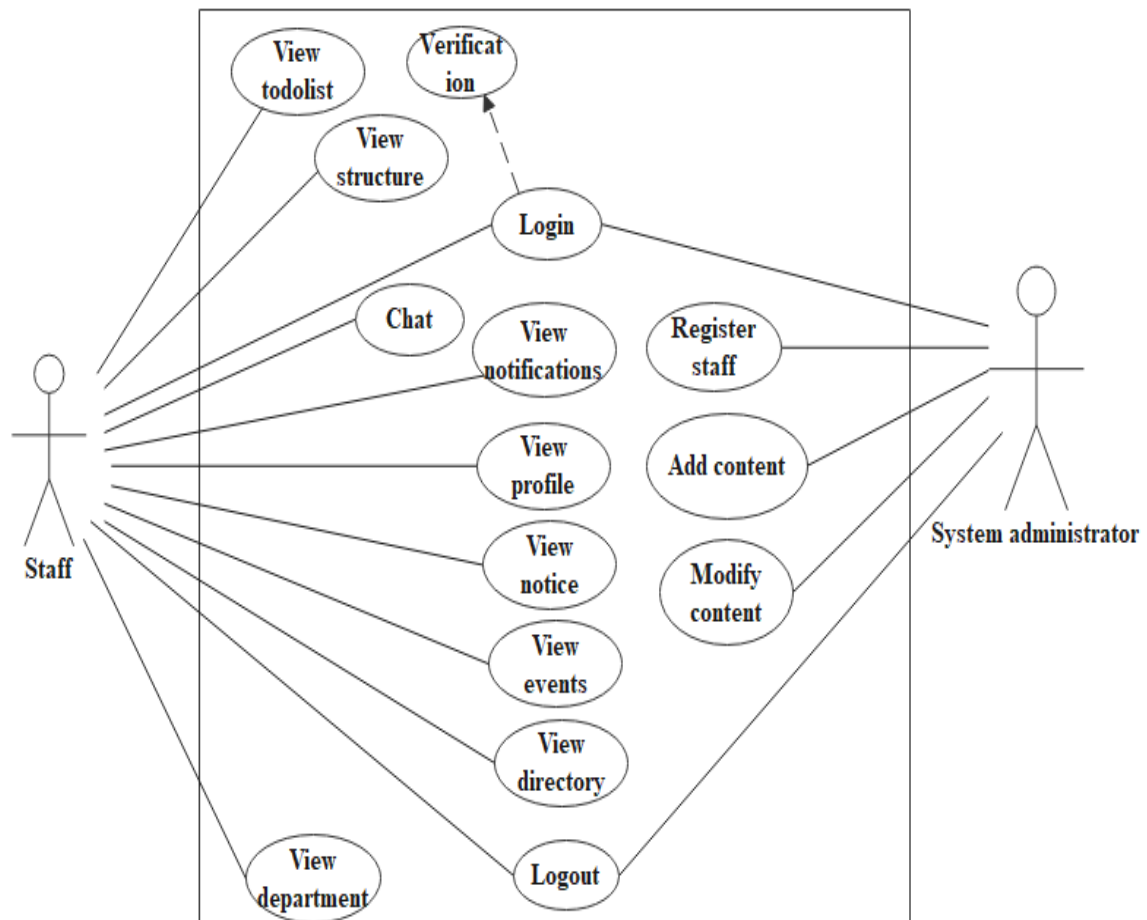 View
todolist
Verificat
ion
View
structure
Login
Chat
View
notifications
Register
staff
View
profile
Add content
System administrator
Staff
View
notice
Modify
content
View
events
View
directory
View
department
Logout